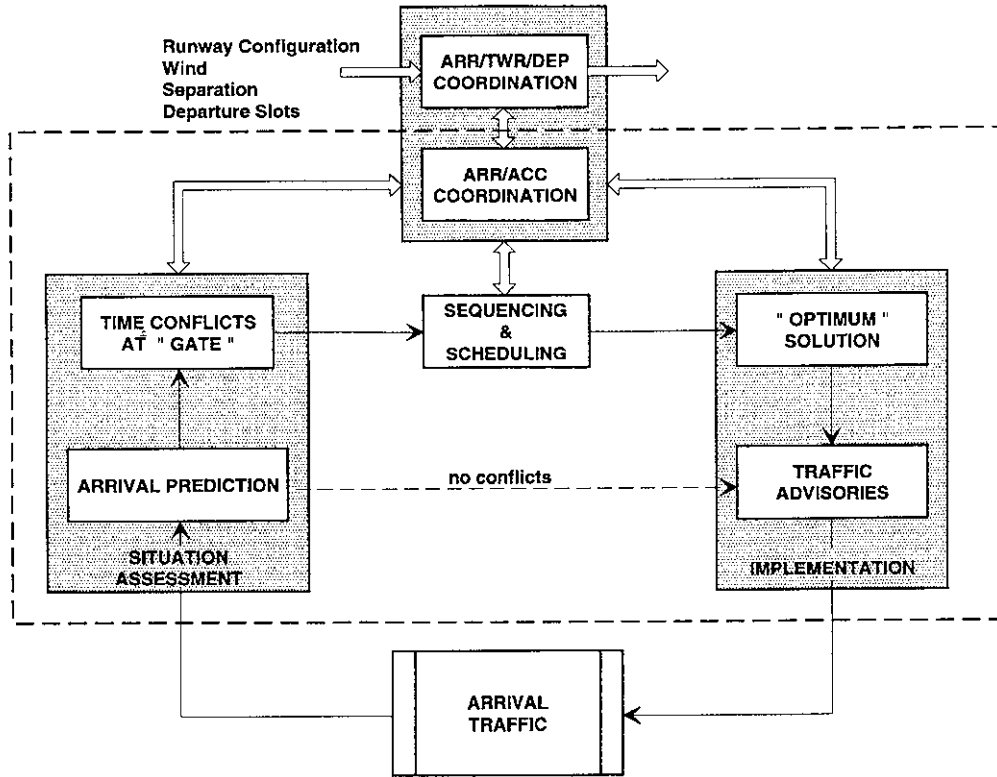 Runway Configuration
Wind
Separation
Departure Slots
ARR/TWR/DEP
COORDINATION
ARR/ACC
COORDINATION
TIME CONFLICTS
AT " GATE "
SEQUENCING
&
SCHEDULING
" OPTIMUM "
SOLUTION
ARRIVAL PREDICTION
no conflicts
TRAFFIC
ADVISORIES
SITUATION
ASSESSMENT
IMPLEMENTATION
ARRIVAL
TRAFFIC